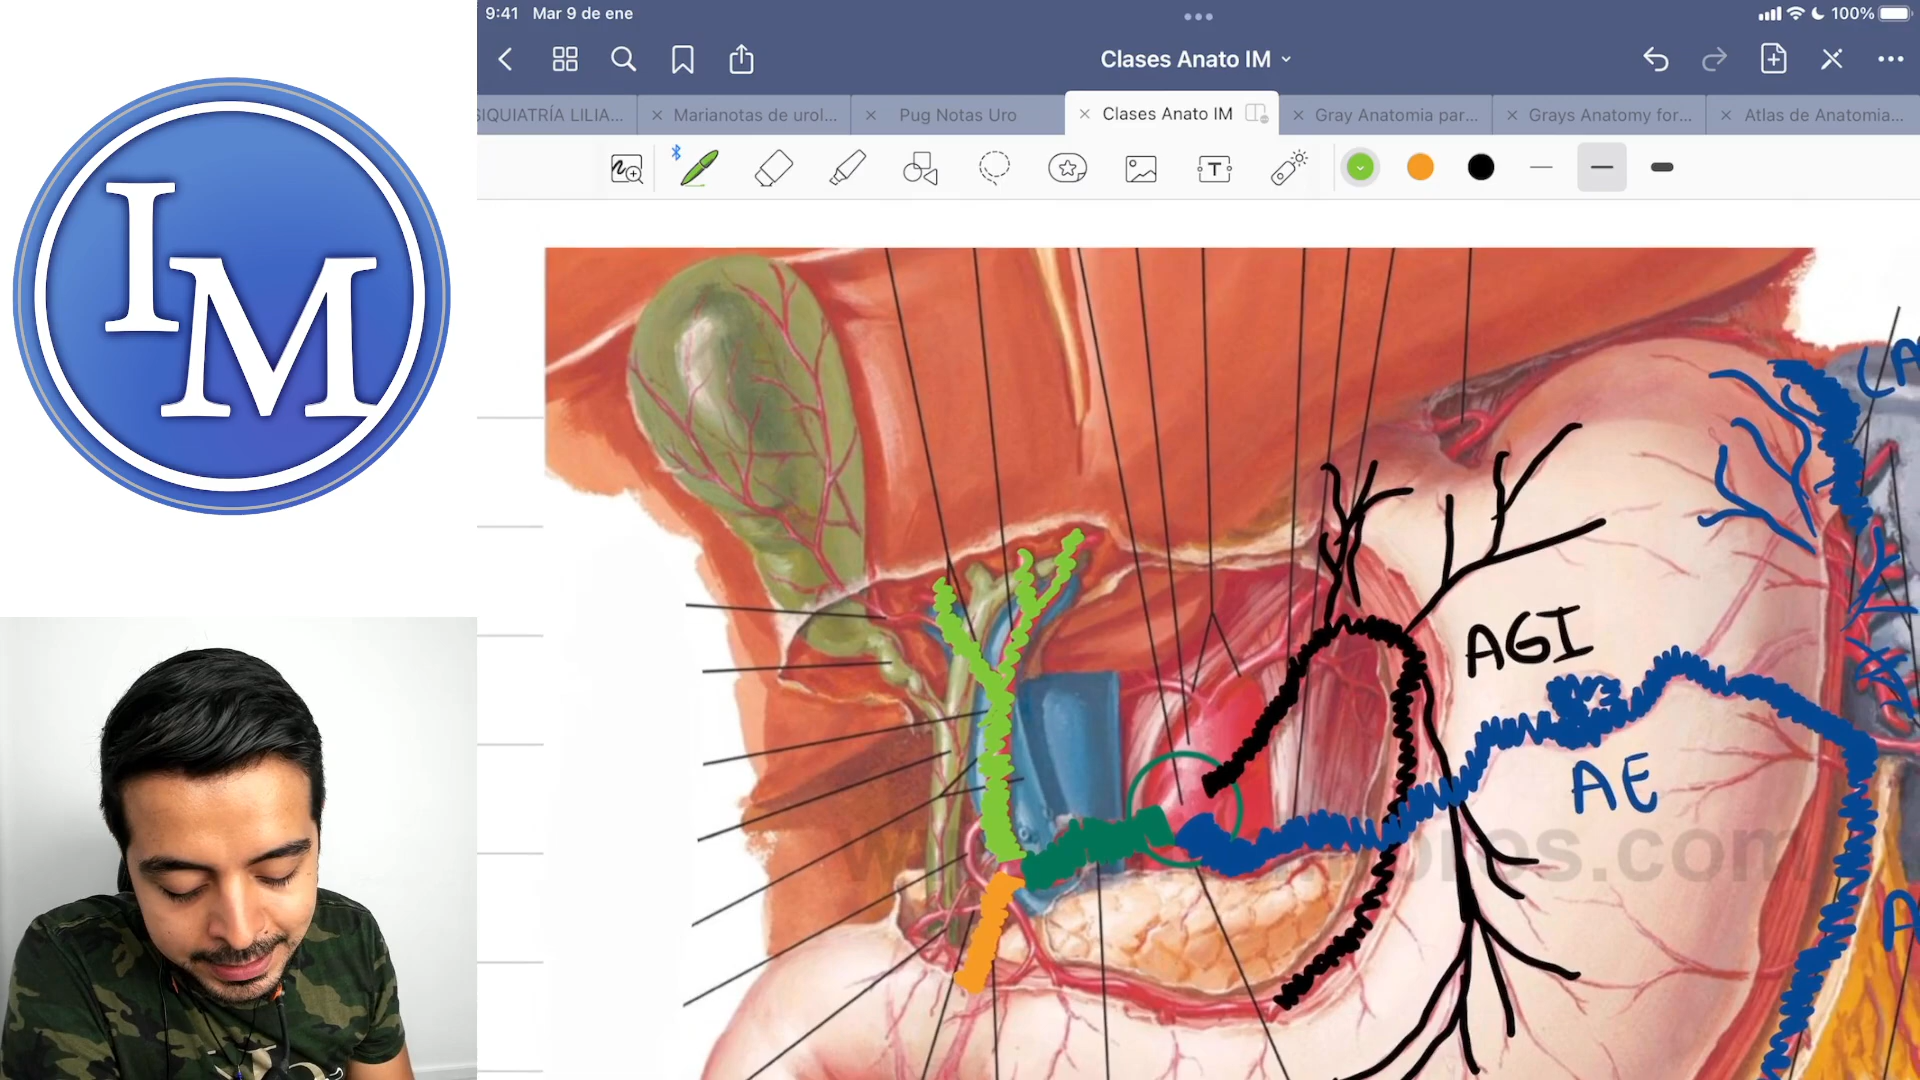 9:41 Mar 9 de ene
100%
Clases Anato IM
SIQUIATRÍA LILIA...
Marianotas de urol...
Pug Notas Uro
Clases Anato IM
Gray Anatomia par...
Grays Anatomy for...
Atlas de Anatomia...
T
IM
AGI
AE
A